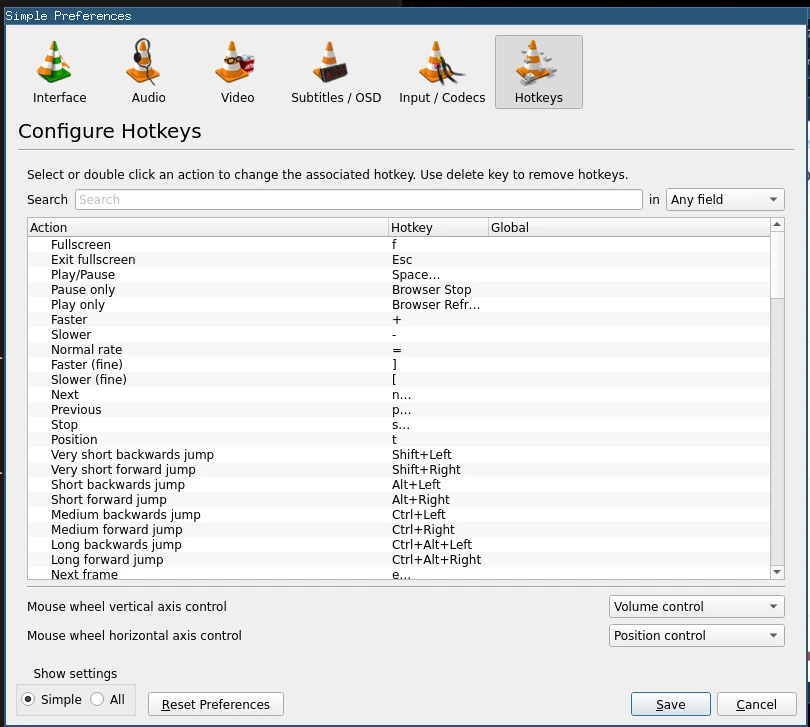 Simple Preferences
Interface Audio Video Subtitles / OSD Input / Codecs Hotkeys
Configure Hotkeys
Select or double click an action to change the associated hotkey. Use delete key to remove hotkeys.
Search Search in Any field
Action Hotkey Global
Fullscreen f
Exit fullscreen Esc
Play/Pause Space...
Pause only Browser Stop
Play only Browser Refr...
Faster +
Slower -
Normal rate =
Faster (fine) ]
Slower (fine) [
Next n...
Previous p...
Stop s...
Position t
Very short backwards jump Shift+Left
Very short forward jump Shift+Right
Short backwards jump Alt+Left
Short forward jump Alt+Right
Medium backwards jump Ctrl+Left
Medium forward jump Ctrl+Right
Long backwards jump Ctrl+Alt+Left
Long forward jump Ctrl+Alt+Right
Next frame e...
Mouse wheel vertical axis control Volume control
Mouse wheel horizontal axis control Position control
Show settings
Simple All Reset Preferences Save Cancel